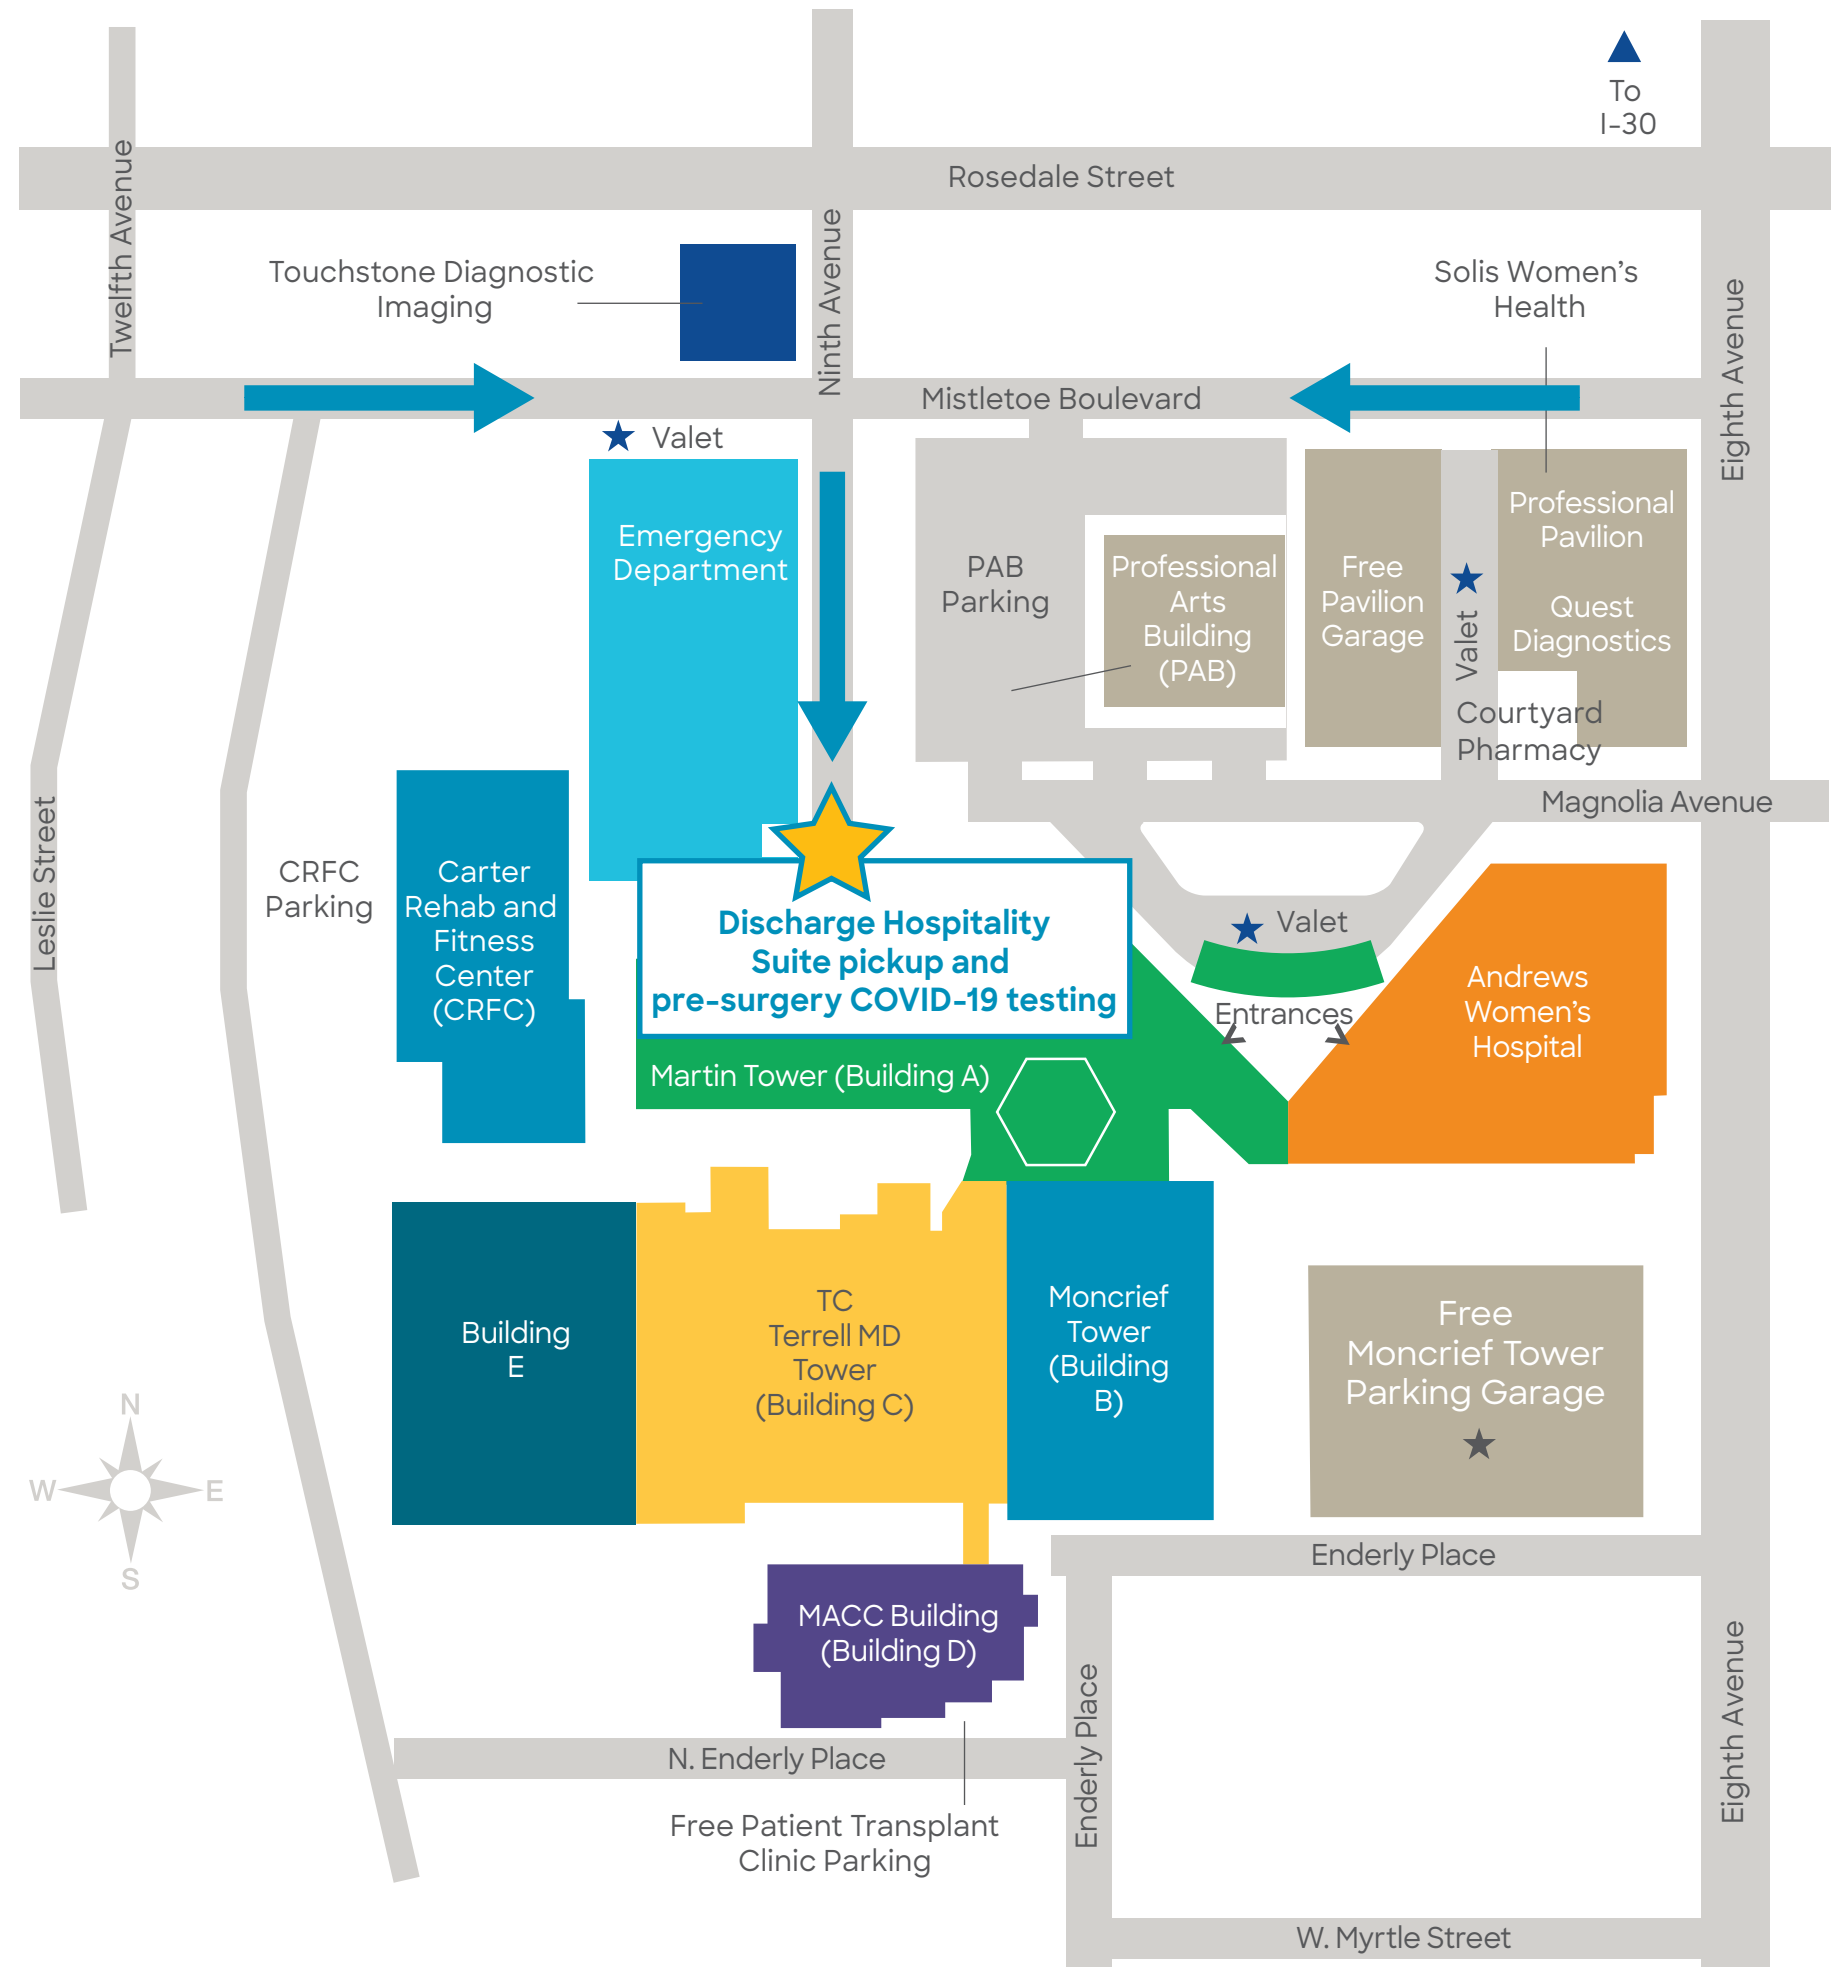 To
I-30
Twelfth Avenue
Rosedale Street
Ninth Avenue
Touchstone Diagnostic
Imaging
Solis Women’s
Health
Eighth Avenue
Mistletoe Boulevard
Valet
Emergency
Department
PAB
Parking
Professional
Arts
Building
(PAB)
Free
Pavilion
Garage
Valet
Professional
Pavilion
Quest
Diagnostics
Courtyard
Pharmacy
Magnolia Avenue
Leslie Street
CRFC
Parking
Carter
Rehab and
Fitness
Center
(CRFC)
Discharge Hospitality
Suite pickup and
pre-surgery COVID-19 testing
Valet
Entrances
Andrews
Women’s
Hospital
Martin Tower (Building A)
Building
E
TC
Terrell MD
Tower
(Building C)
Moncrief
Tower
(Building
B)
Free
Moncrief Tower
Parking Garage
N
W
E
S
Enderly Place
MACC Building
(Building D)
Enderly Place
Eighth Avenue
N. Enderly Place
Free Patient Transplant
Clinic Parking
W. Myrtle Street